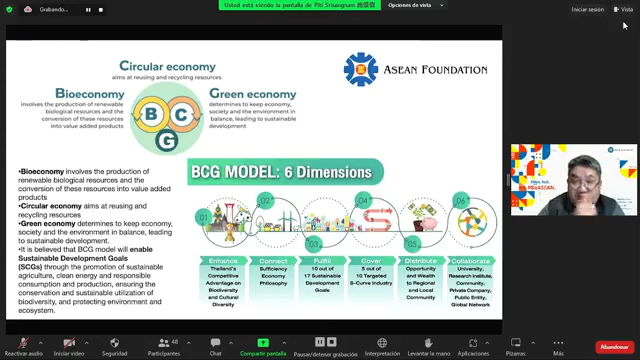 Grabando...
Usted está viendo la pantalla de Piti Srisangnam 施偉傑
Opciones de vista
Iniciar sesión
Vista
Circular economy
aims at reusing and recycling resources
Bioeconomy
involves the production of renewable
biological resources and the
conversion of these resources
into value added products
Green economy
determines to keep economy,
society and the environment in
balance, leading to sustainable
development
B
C
G
ASEAN FOUNDATION
•Bioeconomy involves the production of
renewable biological resources and the
conversion of these resources into value added
products
•Circular economy aims at reusing and
recycling resources
•Green economy determines to keep economy,
society and the environment in balance, leading
to sustainable development.
•It is believed that BCG model will enable
Sustainable Development Goals
(SCGs) through the promotion of sustainable
agriculture, clean energy and responsible
consumption and production, ensuring the
conservation and sustainable utilization of
biodiversity, and protecting environment and
ecosystem.
BCG MODEL: 6 Dimensions
01
02
03
04
05
06
Enhance
Thailand's
Competitive
Advantage on
Biodiversity
and Cultural
Diversity
Connect
Sufficiency
Economy
Philosophy
Fulfill
10 out of
17 Sustainable
Development
Goals
Cover
5 out of
10 Targeted
S-Curve Industry
Distribute
Opportunity
and Wealth
to Regional
and Local
Community
Collaborate
University,
Research
Institute,
Community,
Private Company,
Public Entity,
Global Network
#BeASEAN.
Reactivar audio
Iniciar video
Seguridad
48
Participantes
Chat
Compartir pantalla
Pausar/detener grabación
Interpretación
Levantar la mano
Aplicaciones
Pizarras
Más
Abandonar